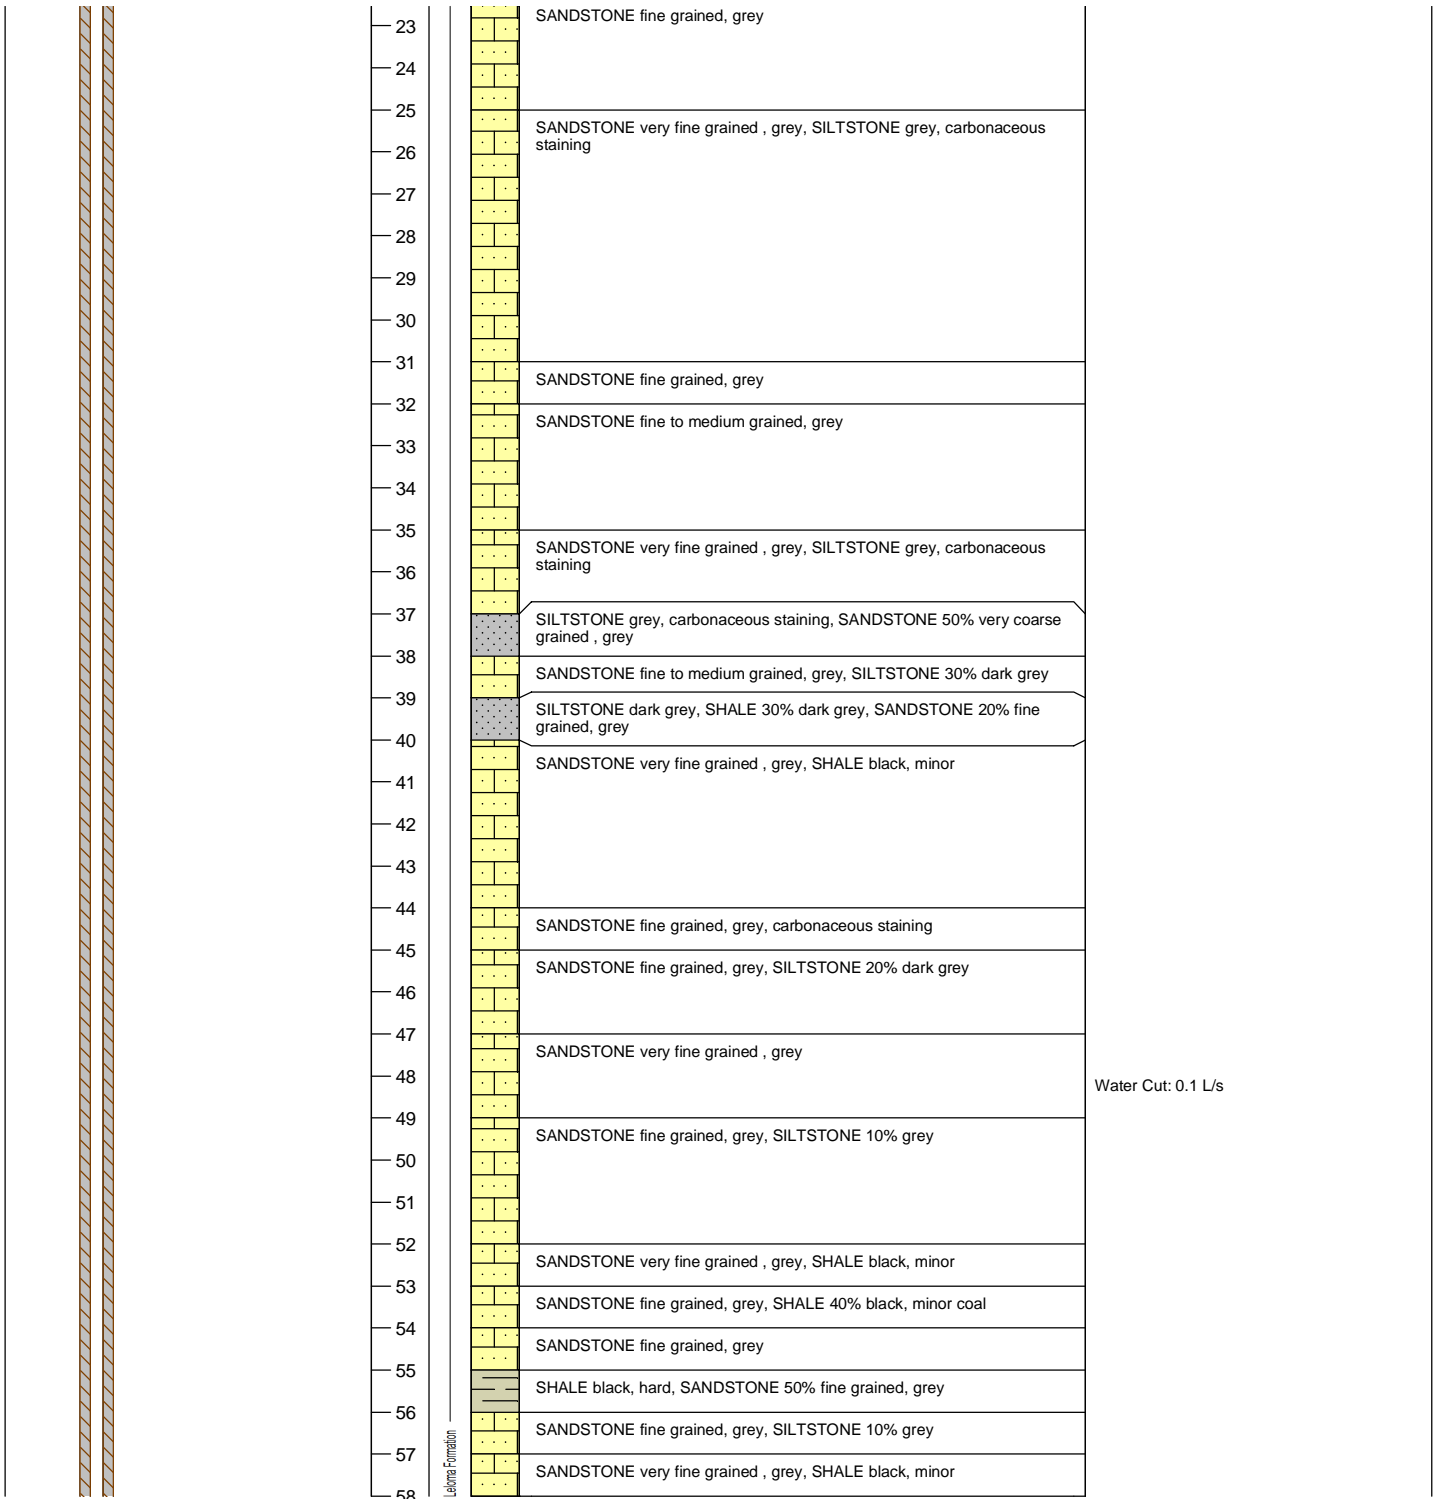 SANDSTONE fine grained, grey
23
24
25
SANDSTONE very fine grained , grey, SILTSTONE grey, carbonaceous
staining
26
27
28
29
30
31
SANDSTONE fine grained, grey
32
SANDSTONE fine to medium grained, grey
33
34
35
SANDSTONE very fine grained , grey, SILTSTONE grey, carbonaceous
staining
36
37
SILTSTONE grey, carbonaceous staining, SANDSTONE 50% very coarse
grained , grey
38
SANDSTONE fine to medium grained, grey, SILTSTONE 30% dark grey
39
SILTSTONE dark grey, SHALE 30% dark grey, SANDSTONE 20% fine
grained, grey
40
SANDSTONE very fine grained , grey, SHALE black, minor
41
42
43
44
SANDSTONE fine grained, grey, carbonaceous staining
45
SANDSTONE fine grained, grey, SILTSTONE 20% dark grey
46
47
SANDSTONE very fine grained , grey
48
Water Cut: 0.1 L/s
49
SANDSTONE fine grained, grey, SILTSTONE 10% grey
50
51
52
SANDSTONE very fine grained , grey, SHALE black, minor
53
SANDSTONE fine grained, grey, SHALE 40% black, minor coal
54
SANDSTONE fine grained, grey
55
SHALE black, hard, SANDSTONE 50% fine grained, grey
56
SANDSTONE fine grained, grey, SILTSTONE 10% grey
57
Leloma Formation
SANDSTONE very fine grained , grey, SHALE black, minor
58